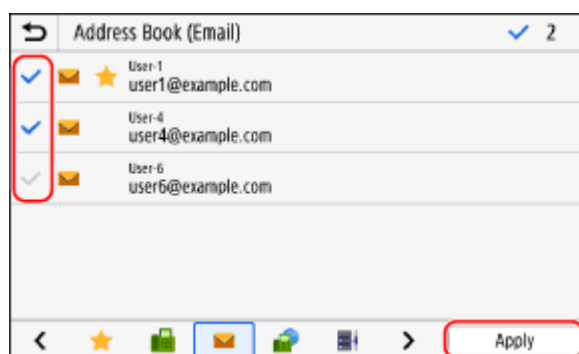 Address Book (Email)
2
User-1
user1@example.com
User-4
user4@example.com
User-6
user6@example.com
Apply